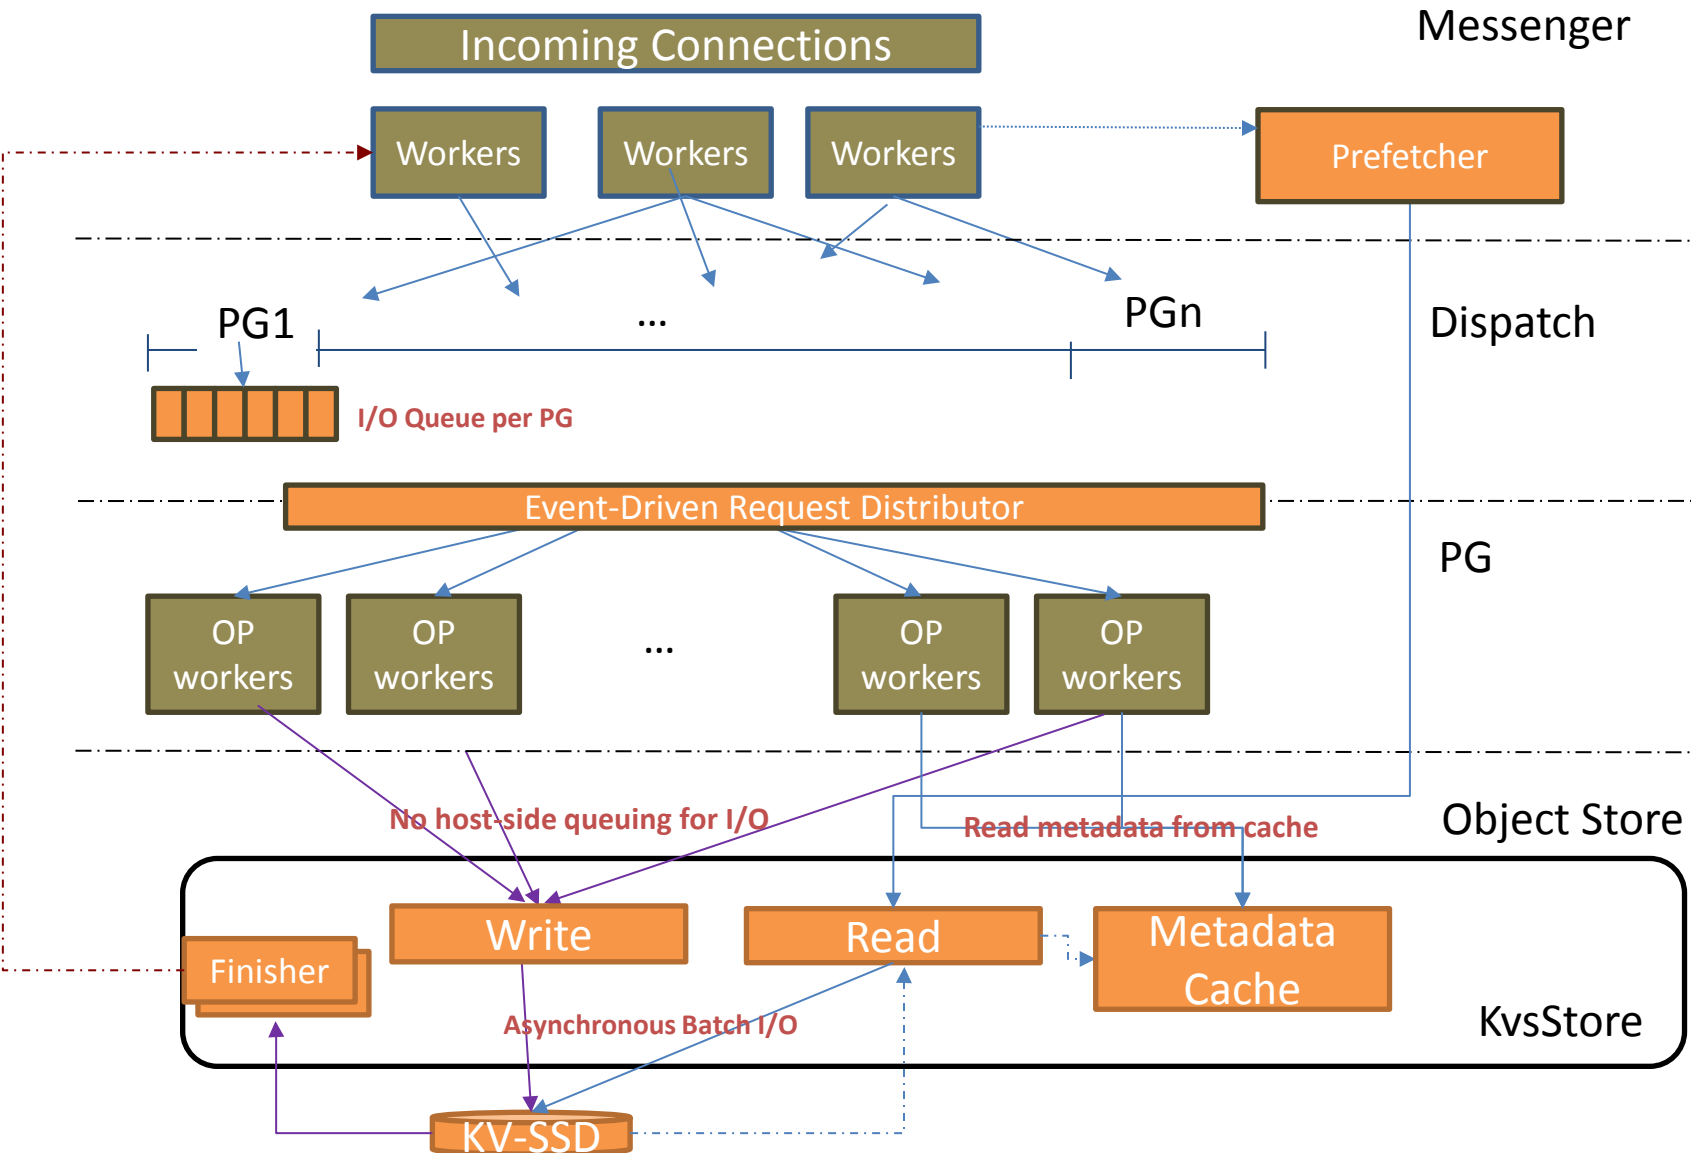 Messenger
Incoming Connections
Workers
Workers
Workers
Prefetcher
PG1
...
PGn
Dispatch
I/O Queue per PG
Event-Driven Request Distributor
PG
OP
workers
OP
workers
...
OP
workers
OP
workers
No host-side queuing for I/O
Read metadata from cache
Object Store
Write
Read
Metadata
Cache
Finisher
Asynchronous Batch I/O
KvsStore
KV-SSD